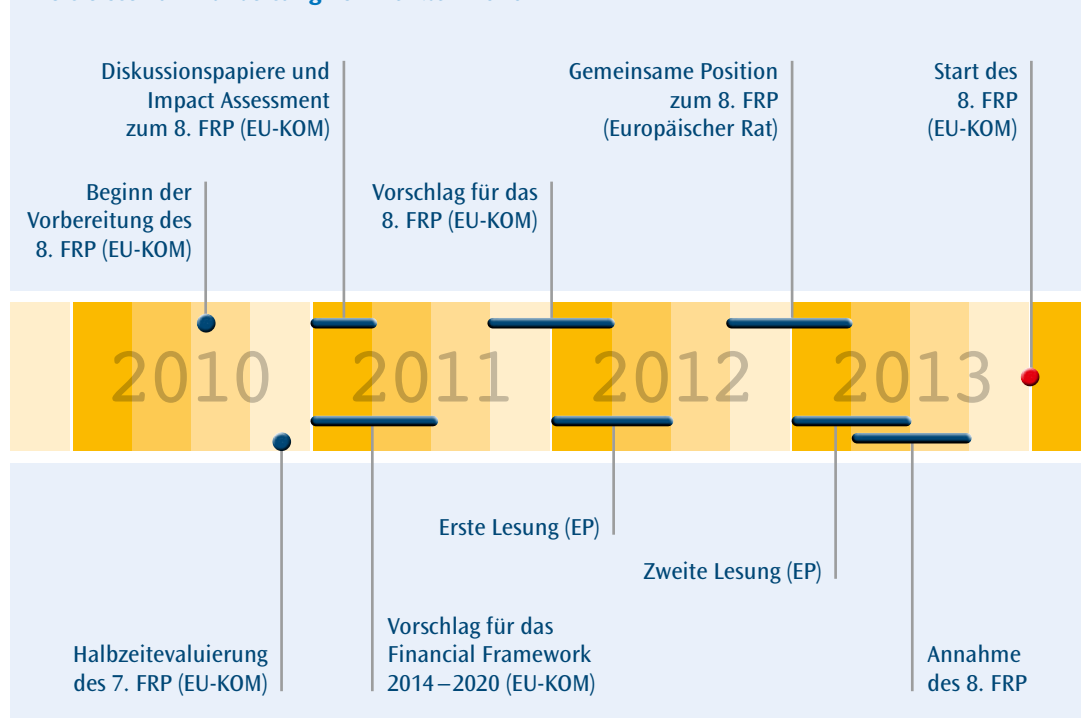 Diskussionspapiere und
Impact Assessment
zum 8. FRP (EU-KOM)
Gemeinsame Position
zum 8. FRP
(Europäischer Rat)
Start des
8. FRP
(EU-KOM)
Beginn der
Vorbereitung des
8. FRP (EU-KOM)
Vorschlag für das
8. FRP (EU-KOM)
2010
2011
2012
2013
Erste Lesung (EP)
Zweite Lesung (EP)
Halbzeitevaluierung
des 7. FRP (EU-KOM)
Vorschlag für das
Financial Framework
2014–2020 (EU-KOM)
Annahme
des 8. FRP